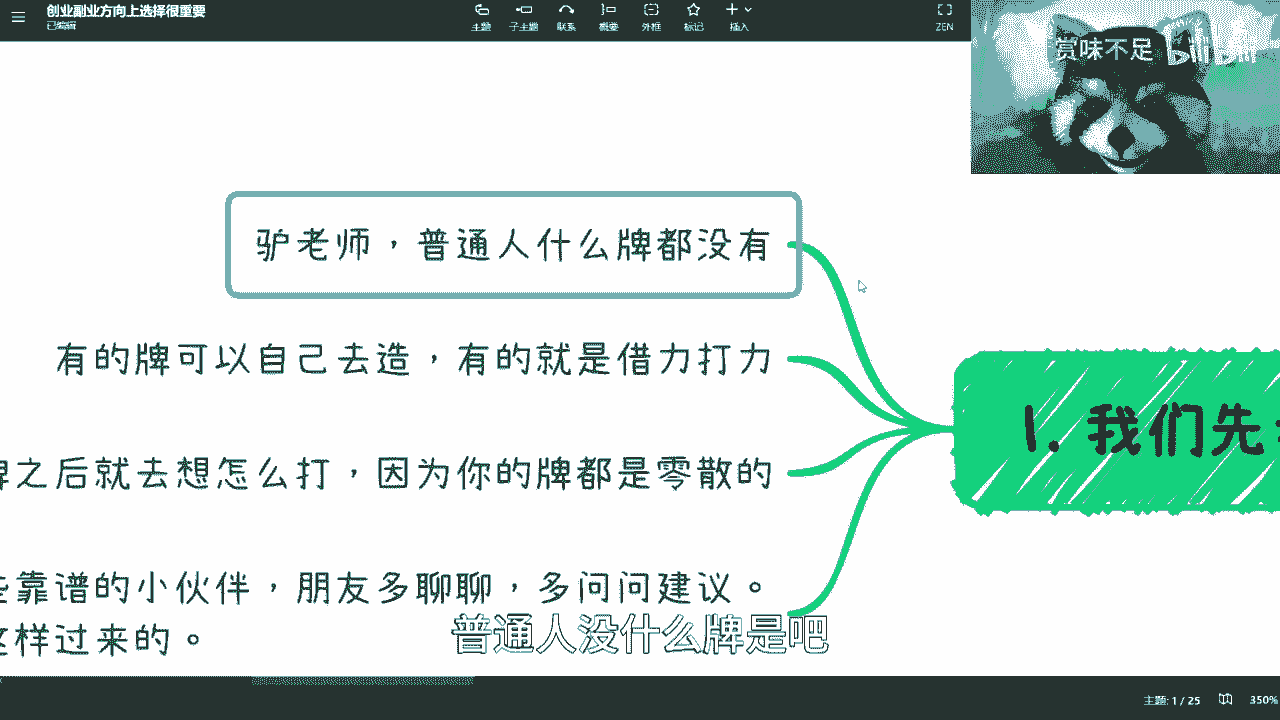 创业副业方向上选择很重要
已编辑
主题
子主题
联系
概要
外框
标记
插入
ZEN
赏味不足
bilibili
驴老师，普通人什么牌都没有
有的牌可以自己去造，有的就是借力打力
之后就去想怎么打，因为你的牌都是零散的
靠谱的小伙伴，朋友多聊聊，多问问建议。
这样过来的。
1. 我们先
普通人没什么牌是吧
主题: 1 / 25
350%